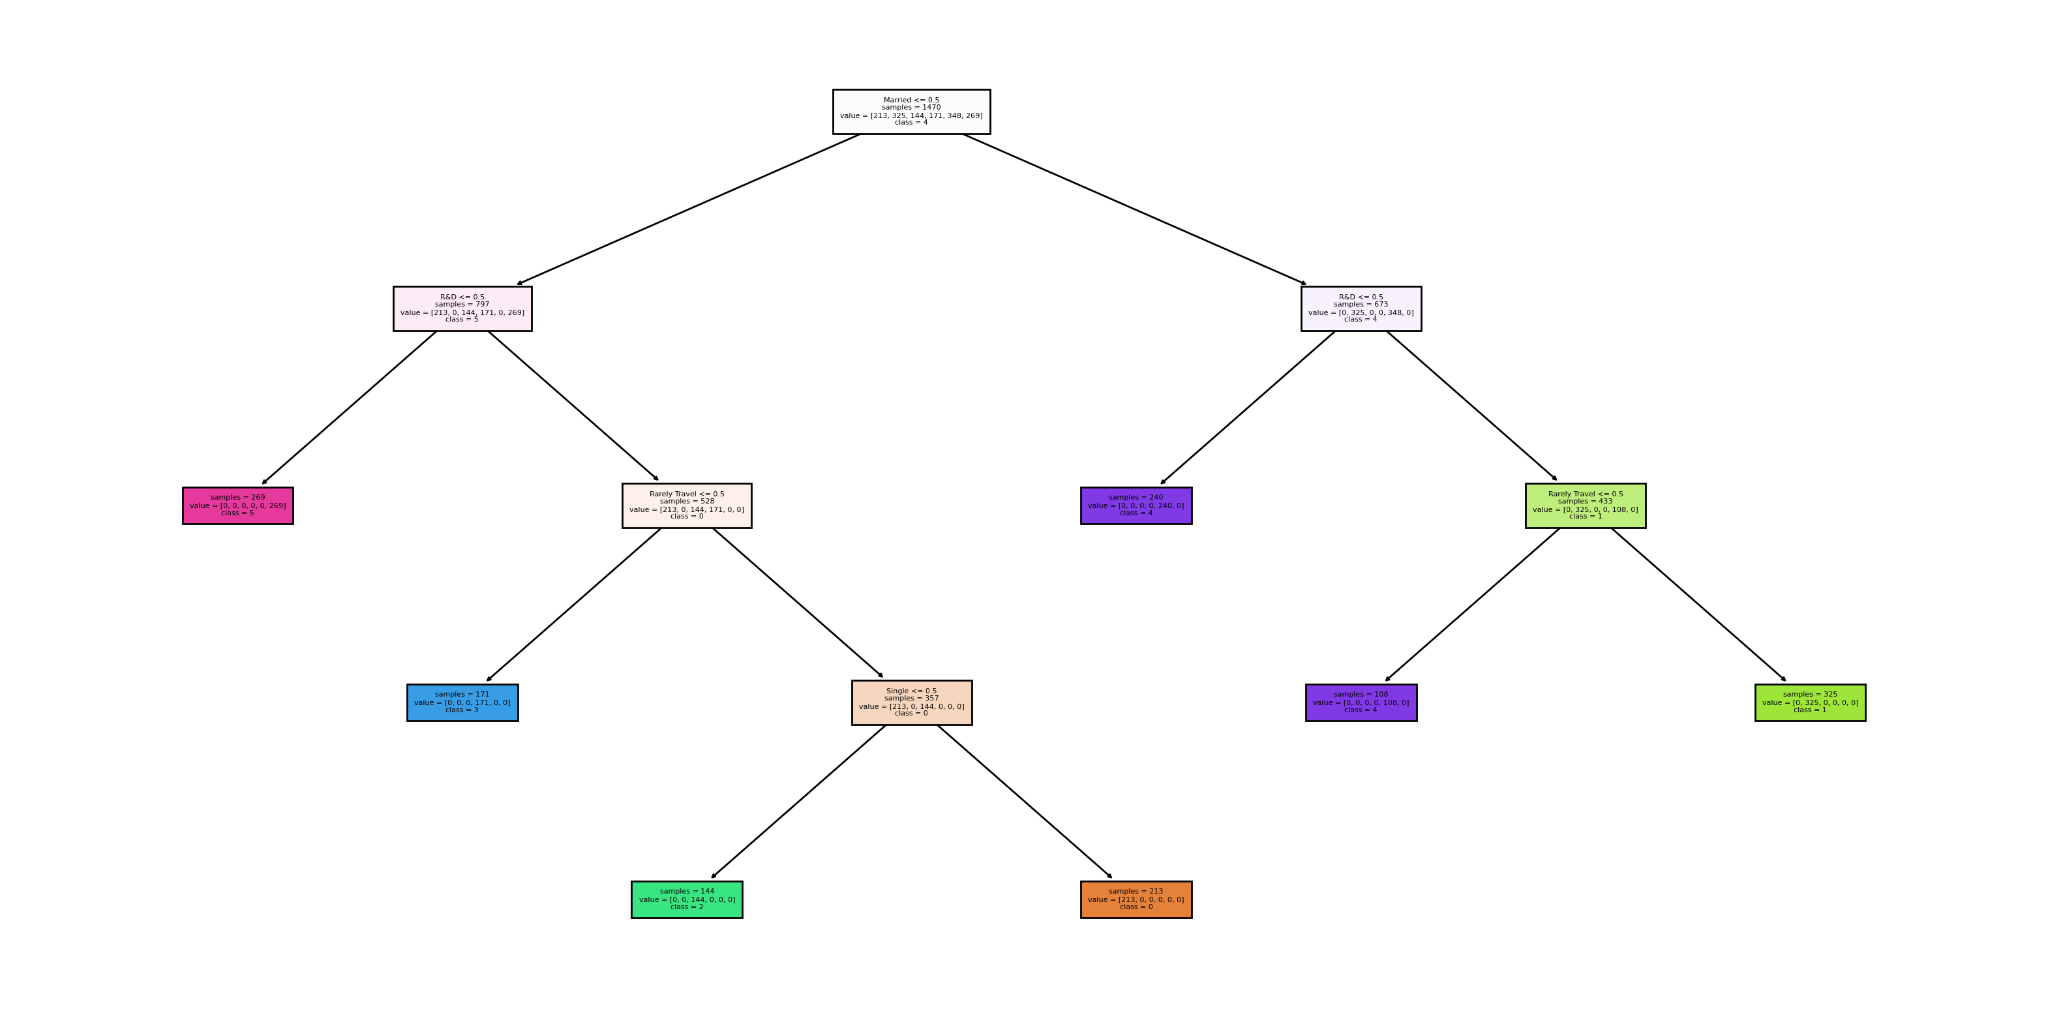 Married <= 0.5
samples = 1470
value = [213, 325, 144, 171, 348, 269]
class = 4
R&D <= 0.5
samples = 797
value = [213, 0, 144, 171, 0, 269]
class = 5
R&D <= 0.5
samples = 673
value = [0, 325, 0, 0, 348, 0]
class = 4
samples = 269
value = [0, 0, 0, 0, 0, 269]
class = 5
Rarely Travel <= 0.5
samples = 528
value = [213, 0, 144, 171, 0, 0]
class = 0
samples = 240
value = [0, 0, 0, 0, 240, 0]
class = 4
Rarely Travel <= 0.5
samples = 433
value = [0, 325, 0, 0, 108, 0]
class = 1
samples = 171
value = [0, 0, 0, 171, 0, 0]
class = 3
Single <= 0.5
samples = 357
value = [213, 0, 144, 0, 0, 0]
class = 0
samples = 108
value = [0, 0, 0, 0, 108, 0]
class = 4
samples = 325
value = [0, 325, 0, 0, 0, 0]
class = 1
samples = 144
value = [0, 0, 144, 0, 0, 0]
class = 2
samples = 213
value = [213, 0, 0, 0, 0, 0]
class = 0